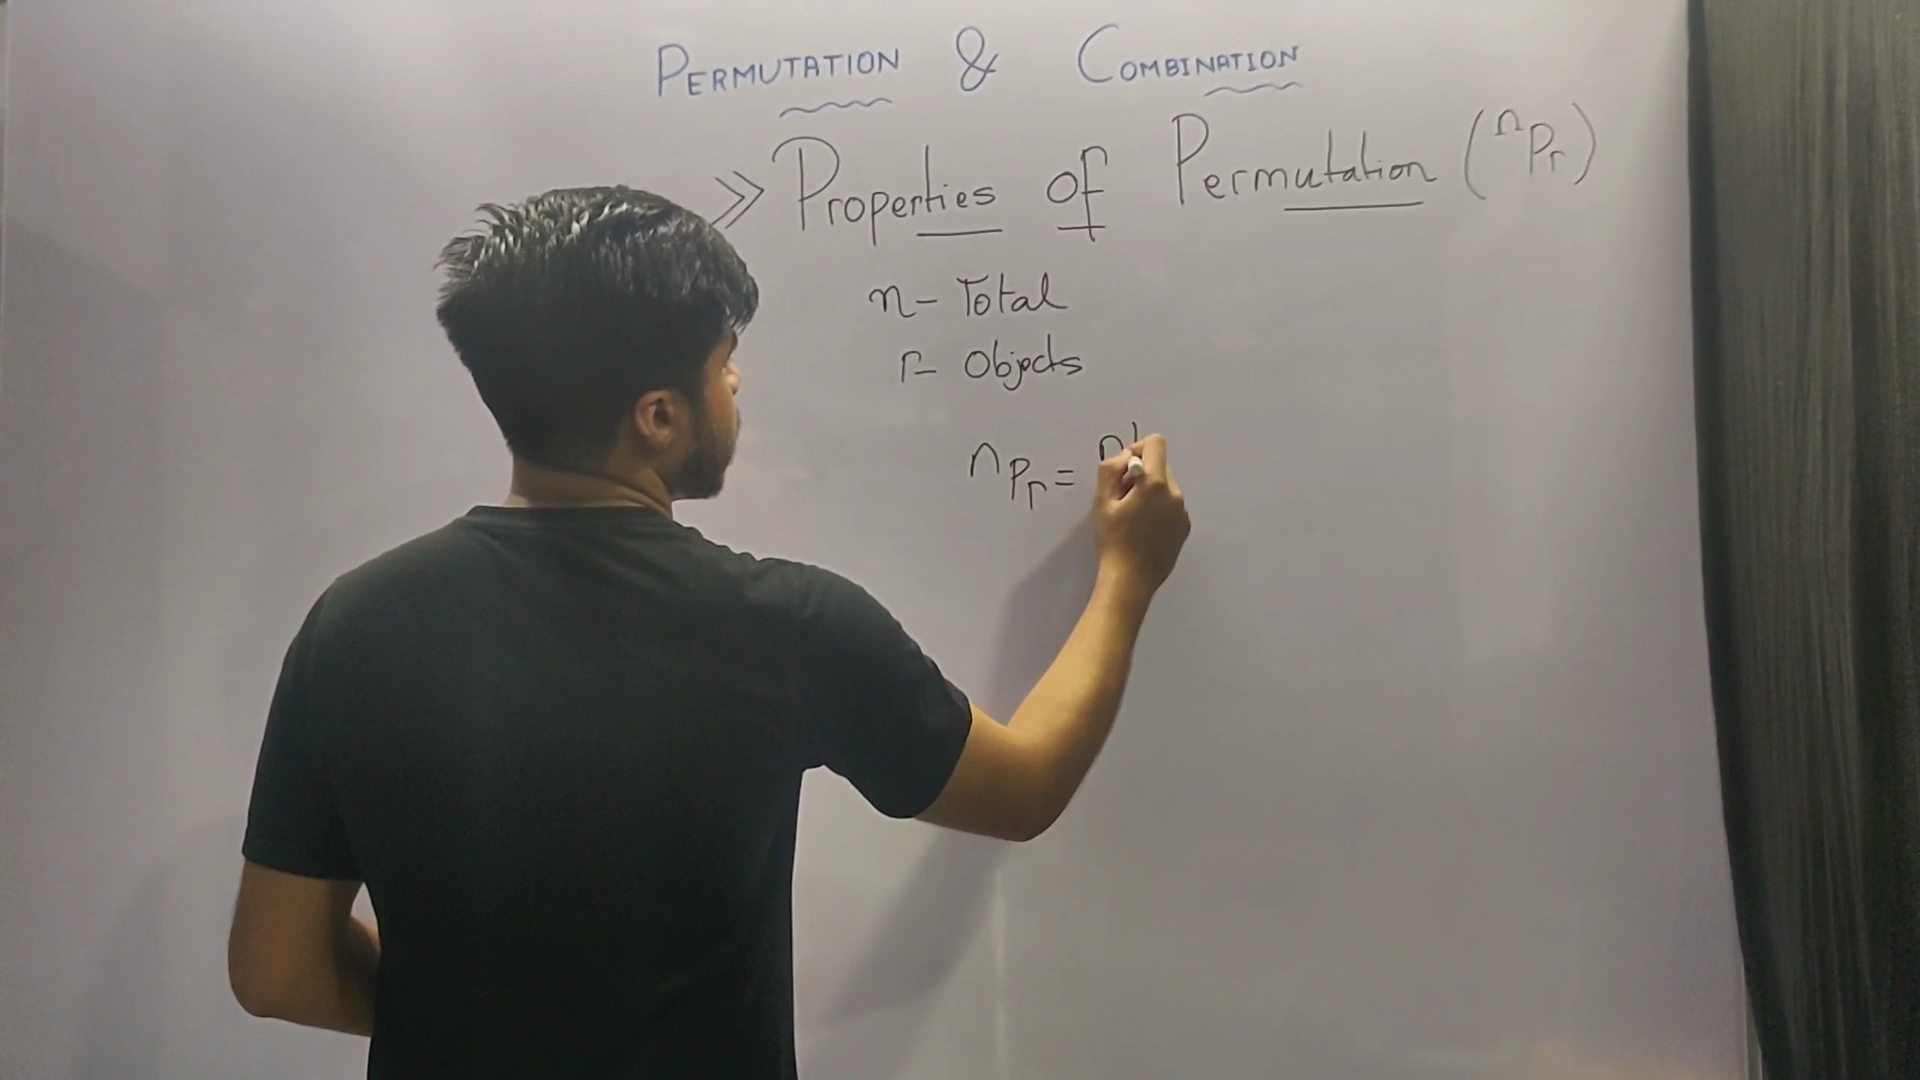 PERMUTATION & COMBINATION
>> Properties of Permutation (ⁿPr)
n - Total
r - Objects
nPr = n!